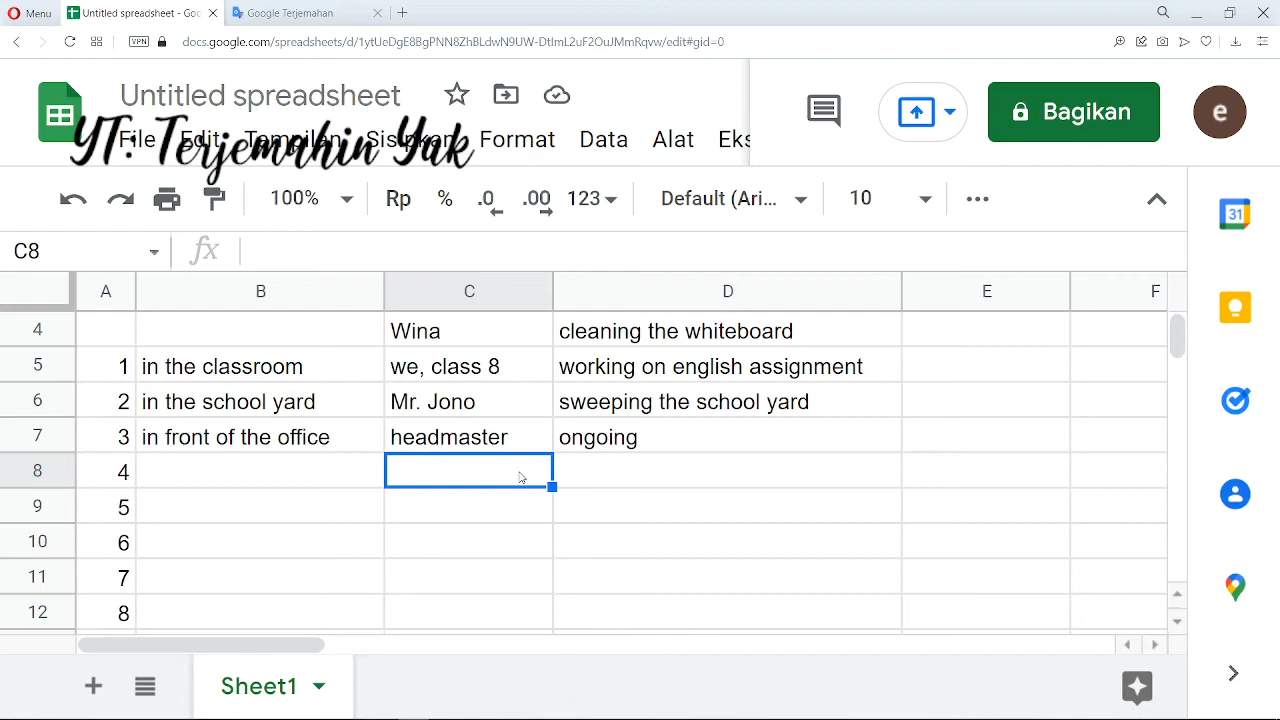 Menu
Untitled spreadsheet - Goo
Google Terjemahan
VPN
docs.google.com/spreadsheets/d/1ytUeDgE8BgPNN8ZhBLdwN9UW-DtImL2uF2OuJMmRqvw/edit#gid=0
Untitled spreadsheet
Bagikan
e
File Edit Tampilan Sisipkan Format Data Alat Eks
YT: Terjemahin Yak
100% Rp % .0 .00 123 Default (Ari... 10
31
C8 fx
A B C D E F
4 Wina cleaning the whiteboard
5 1 in the classroom we, class 8 working on english assignment
6 2 in the school yard Mr. Jono sweeping the school yard
7 3 in front of the office headmaster ongoing
8 4
9 5
10 6
11 7
12 8
Sheet1